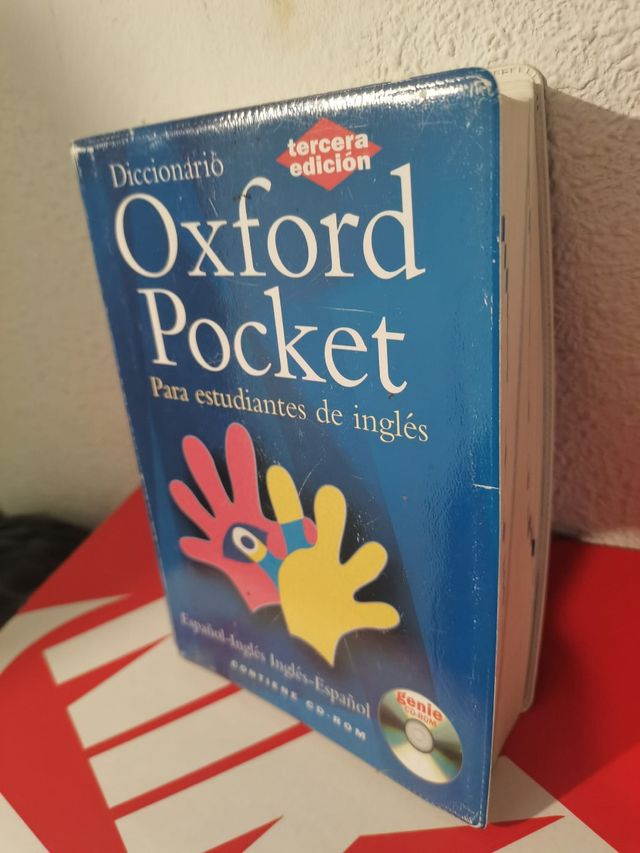 tercera
edición
Diccionario
Oxford
Pocket
Para estudiantes de inglés
Español-Inglés Inglés-Español
CONTIENE CD-ROM
genie
CD-ROM